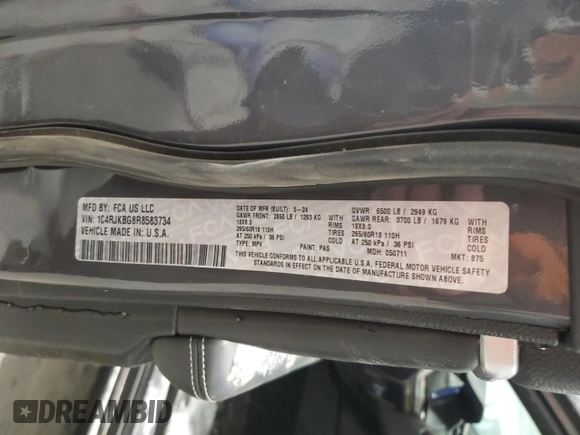 MFD BY: FCA US LLC
VIN: 1C4RJKBG8R8583734
VEHICLE MADE IN: U.S.A.
DATE OF MFR (BUILT): 5-24
GAWR FRONT: 2850 LB / 1293 KG
18X8.0
265/60R18 110H
AT 250 kPa / 36 PSI
TYPE: MPV
PAINT: PAS
WITH
RIMS
TIRES
COLD
GVWR: 6500 LB / 2949 KG
GAWR REAR: 3700 LB / 1679 KG
18X8.0
265/60R18 110H
AT 250 kPa / 36 PSI
MDH: 050711
WITH
RIMS
TIRES
COLD
MKT: 875
THIS VEHICLE CONFORMS TO ALL APPLICABLE U.S.A. FEDERAL MOTOR VEHICLE SAFETY
STANDARDS IN EFFECT ON THE DATE OF MANUFACTURE SHOWN ABOVE.
DREAMBID